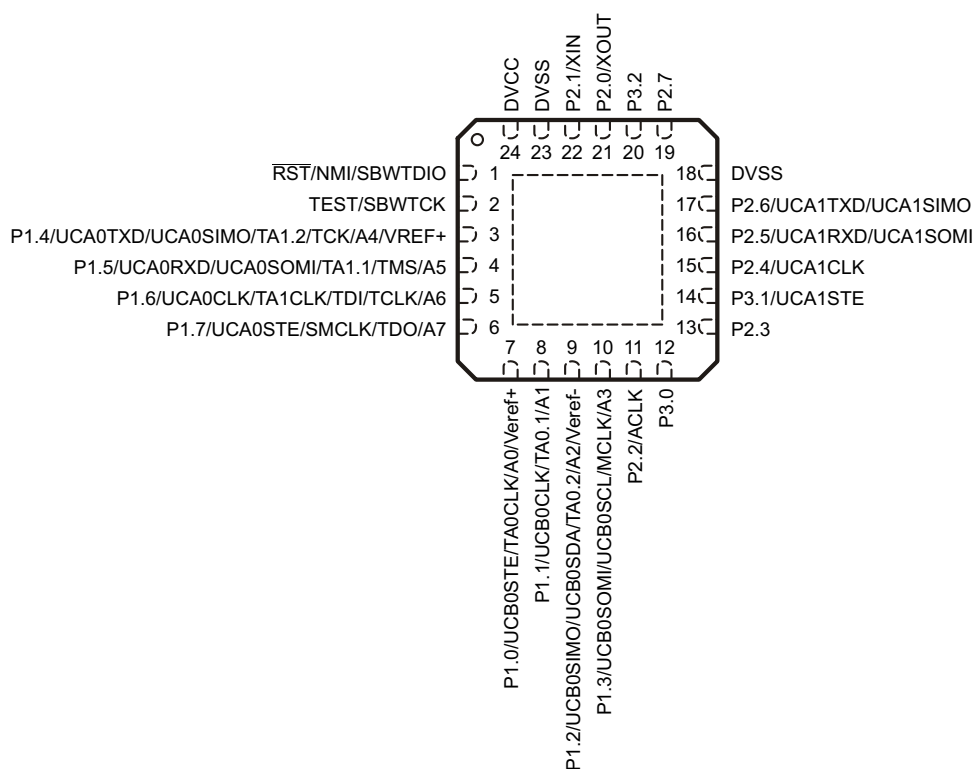 DVCC
DVSS
P2.1/XIN
P2.0/XOUT
P3.2
P2.7
24
23
22
21
20
19
RST/NMI/SBWTDIO 1
TEST/SBWTCK 2
P1.4/UCA0TXD/UCA0SIMO/TA1.2/TCK/A4/VREF+ 3
P1.5/UCA0RXD/UCA0SOMI/TA1.1/TMS/A5 4
P1.6/UCA0CLK/TA1CLK/TDI/TCLK/A6 5
P1.7/UCA0STE/SMCLK/TDO/A7 6
18 DVSS
17 P2.6/UCA1TXD/UCA1SIMO
16 P2.5/UCA1RXD/UCA1SOMI
15 P2.4/UCA1CLK
14 P3.1/UCA1STE
13 P2.3
7
8
9
10
11
12
P1.0/UCB0STE/TA0CLK/A0/Veref+
P1.1/UCB0CLK/TA0.1/A1
P1.2/UCB0SIMO/UCB0SDA/TA0.2/A2/Veref-
P1.3/UCB0SOMI/UCB0SCL/MCLK/A3
P2.2/ACLK
P3.0